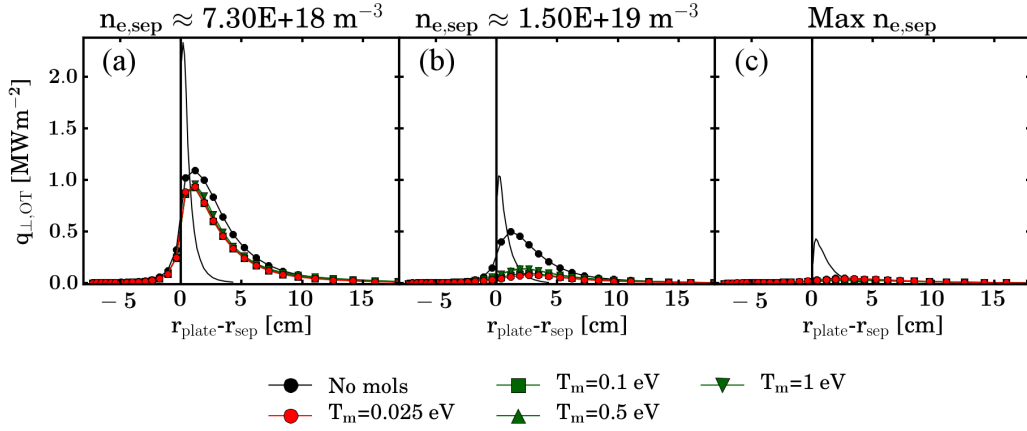 n_e,sep ≈ 7.30E+18 m⁻³ n_e,sep ≈ 1.50E+19 m⁻³ Max n_e,sep
(a) (b) (c)
q_⊥,OT [MWm⁻²]
2.0
1.5
1.0
0.5
0.0
−5 0 5 10 15 −5 0 5 10 15 −5 0 5 10 15
r_plate-r_sep [cm] r_plate-r_sep [cm] r_plate-r_sep [cm]
No mols T_m=0.1 eV T_m=1 eV
T_m=0.025 eV T_m=0.5 eV